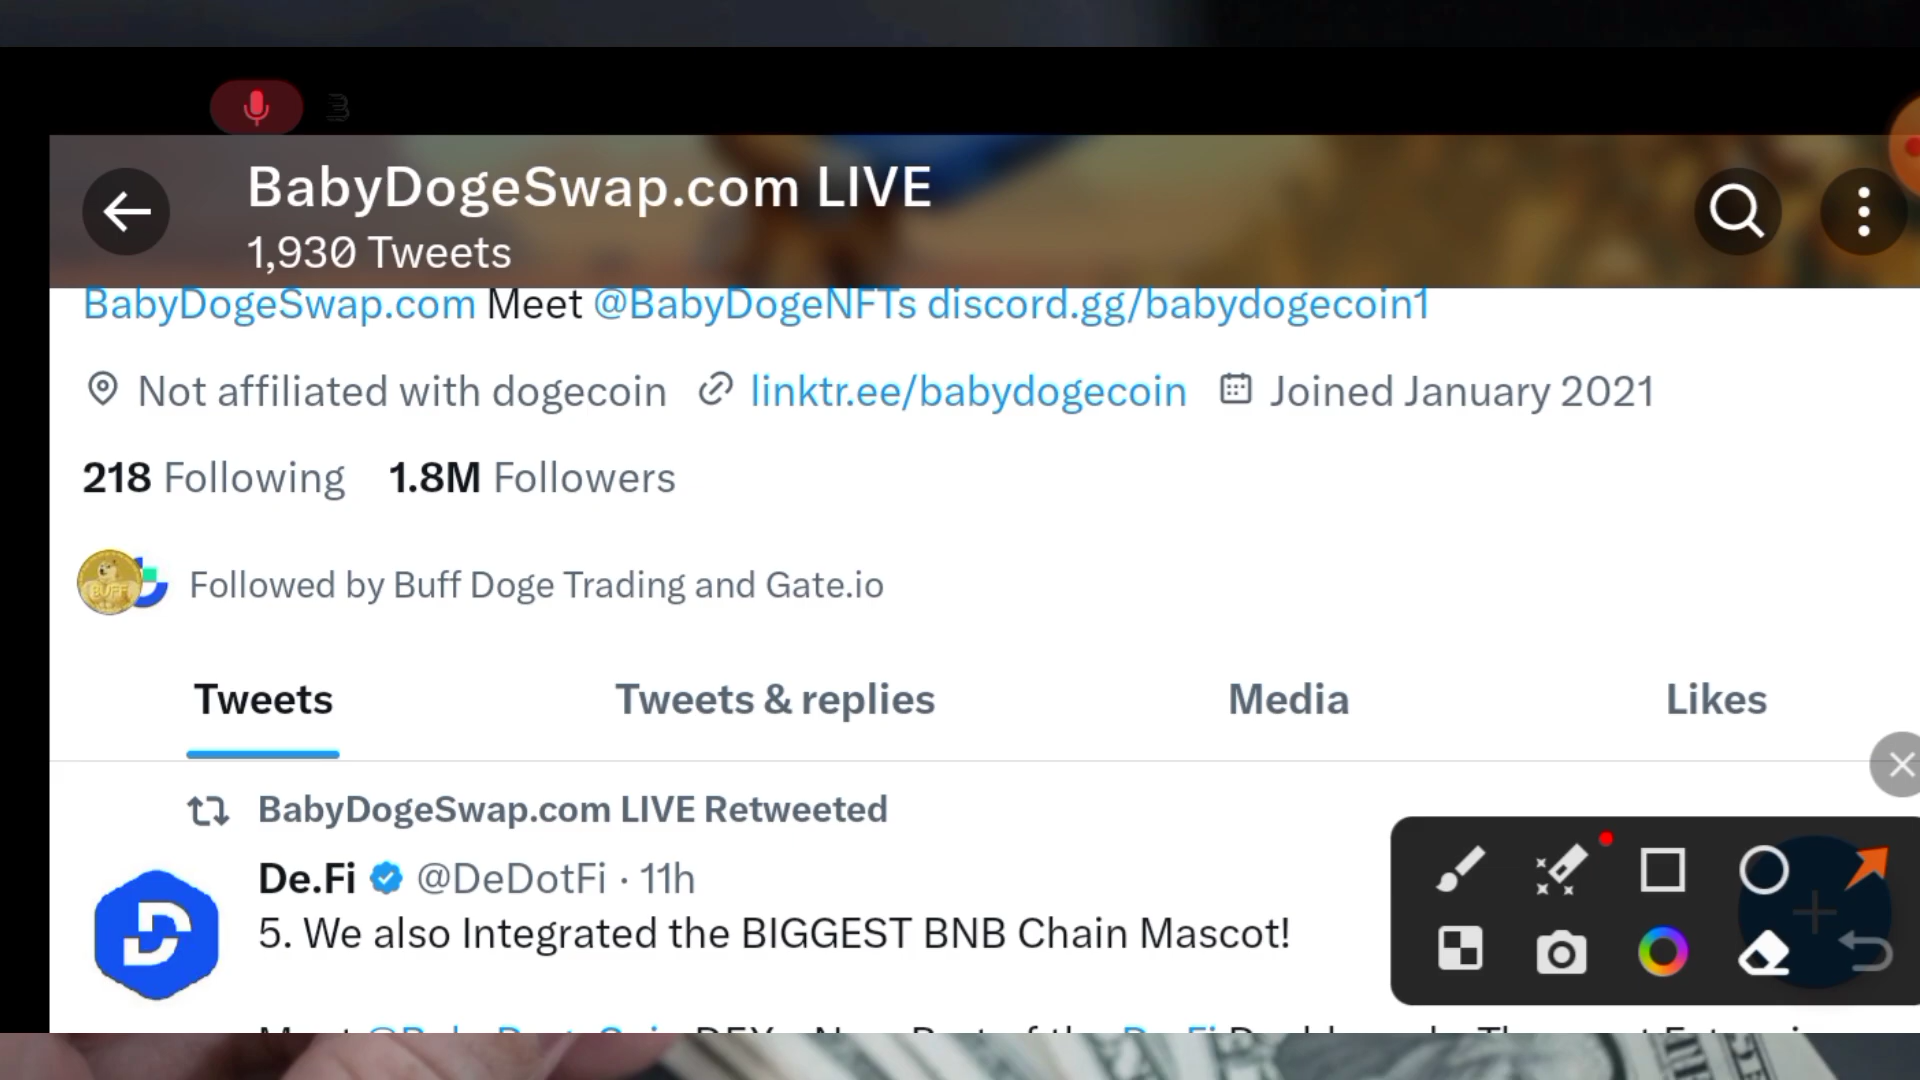 BabyDogeSwap.com LIVE
1,930 Tweets
BabyDogeSwap.com Meet @BabyDogeNFTs discord.gg/babydogecoin1
Not affiliated with dogecoin linktr.ee/babydogecoin Joined January 2021
218 Following 1.8M Followers
BUFF
Followed by Buff Doge Trading and Gate.io
Tweets Tweets & replies Media Likes
BabyDogeSwap.com LIVE Retweeted
De.Fi @DeDotFi · 11h
5. We also Integrated the BIGGEST BNB Chain Mascot!